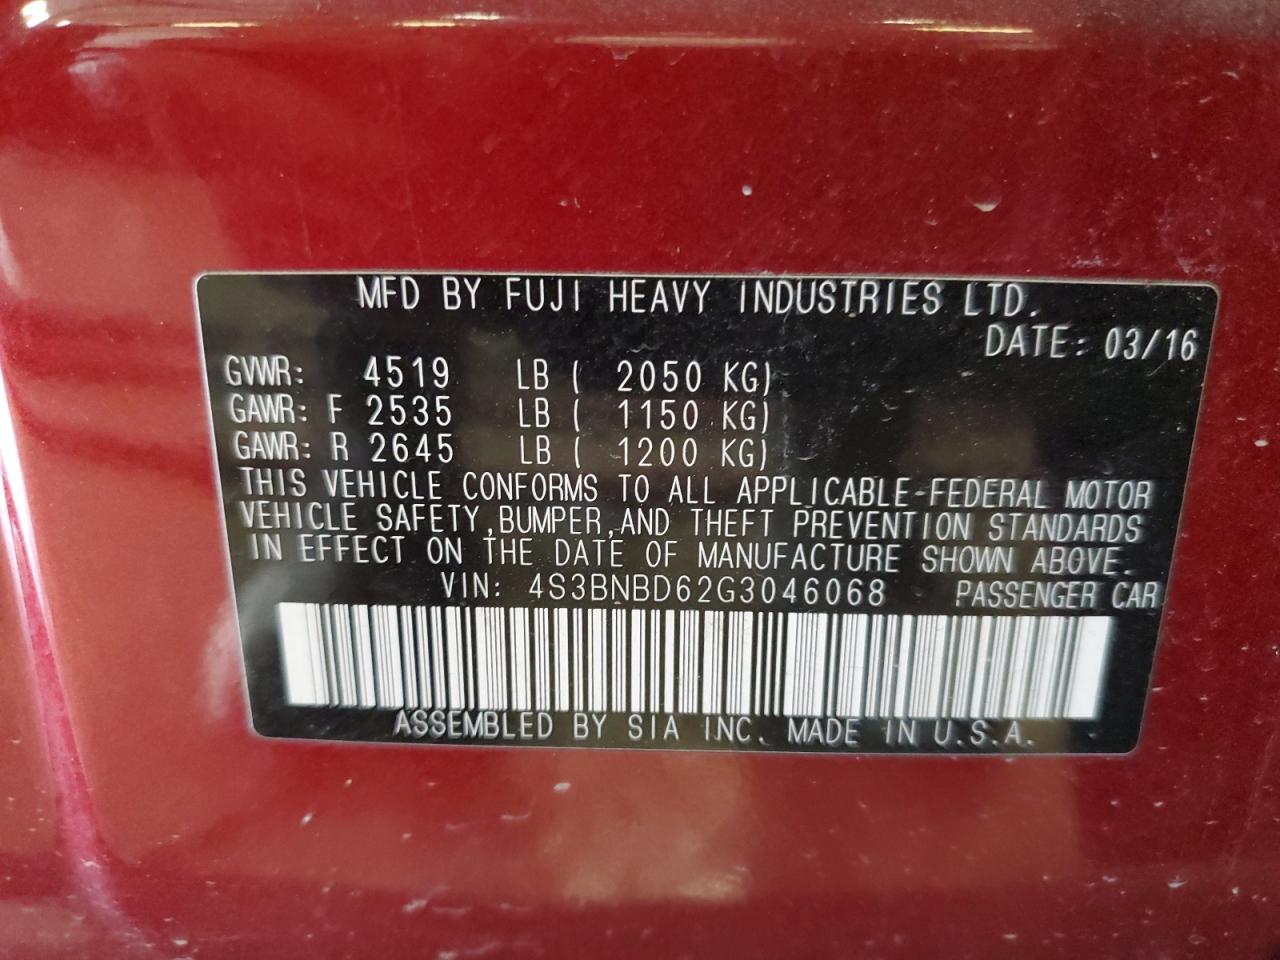 MFD BY FUJI HEAVY INDUSTRIES LTD.
DATE: 03/16
GVWR: 4519 LB ( 2050 KG)
GAWR: F 2535 LB ( 1150 KG)
GAWR: R 2645 LB ( 1200 KG)
THIS VEHICLE CONFORMS TO ALL APPLICABLE-FEDERAL MOTOR
VEHICLE SAFETY,BUMPER,AND THEFT PREVENTION STANDARDS
IN EFFECT ON THE DATE OF MANUFACTURE SHOWN ABOVE.
VIN: 4S3BNBD62G3046068 PASSENGER CAR
ASSEMBLED BY SIA INC. MADE IN U.S.A.